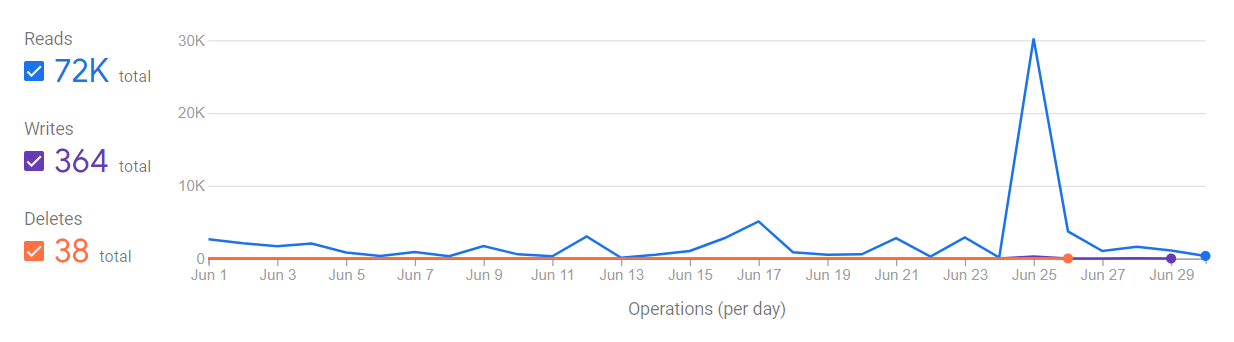 Reads
72K total
Writes
364 total
Deletes
38 total
30K
20K
10K
0
Jun 1 Jun 3 Jun 5 Jun 7 Jun 9 Jun 11 Jun 13 Jun 15 Jun 17 Jun 19 Jun 21 Jun 23 Jun 25 Jun 27 Jun 29
Operations (per day)